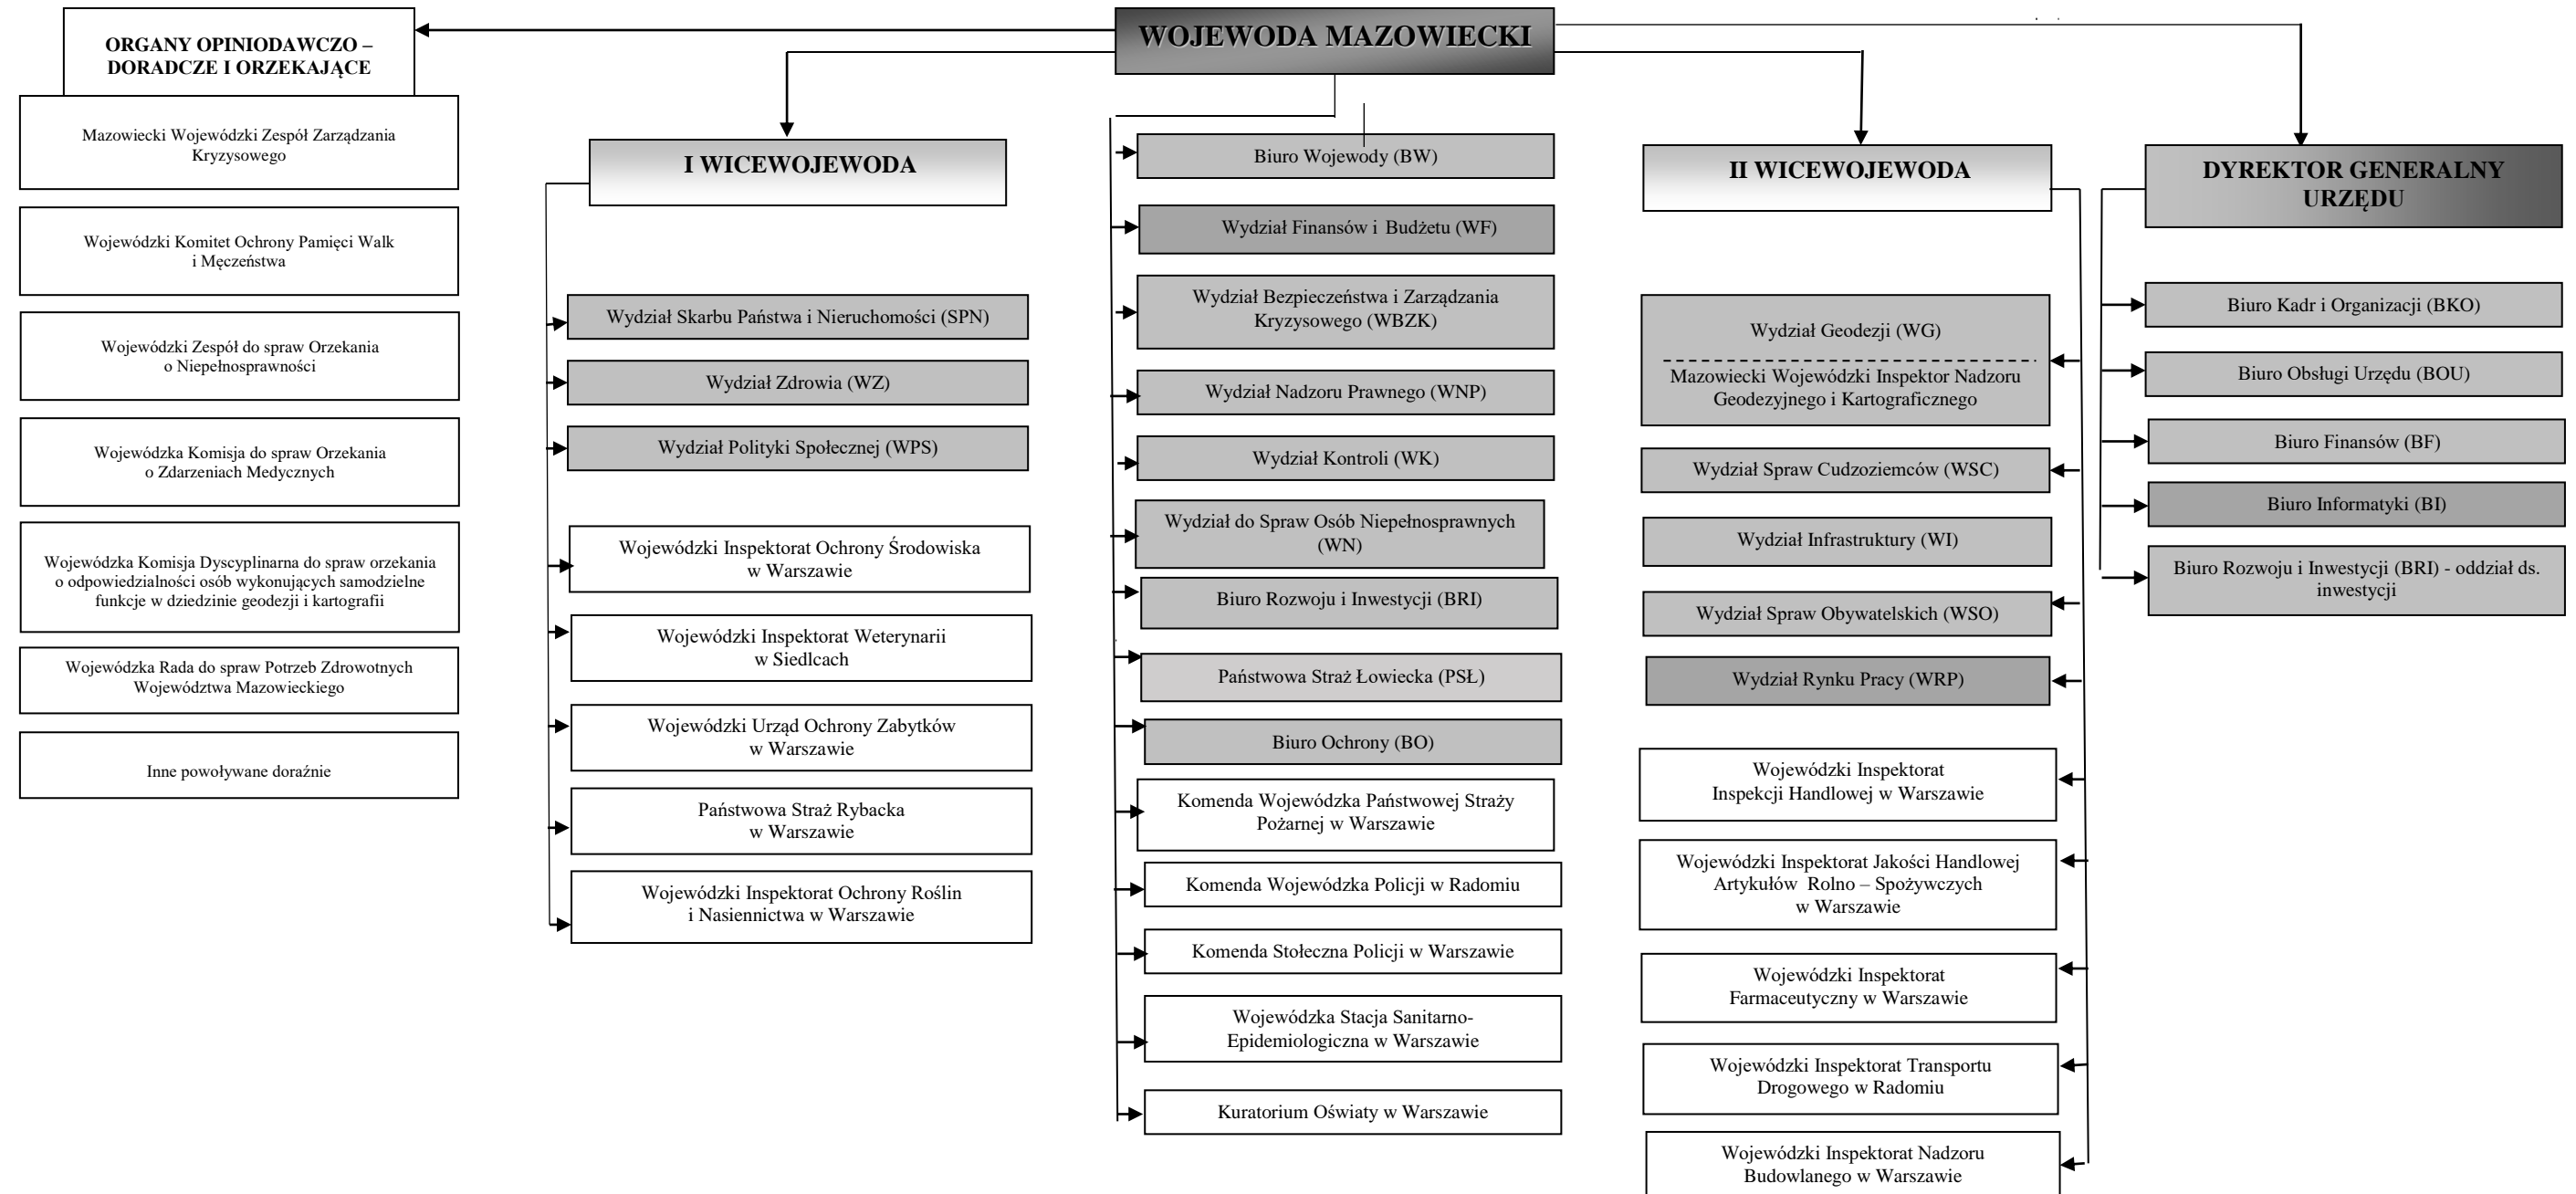 WOJEWODA MAZOWIECKI
ORGANY OPINIODAWCZO –
DORADCZE I ORZEKAJĄCE
Mazowiecki Wojewódzki Zespół Zarządzania
Kryzysowego
Wojewódzki Komitet Ochrony Pamięci Walk
i Męczeństwa
Wojewódzki Zespół do spraw Orzekania
o Niepełnosprawności
Wojewódzka Komisja do spraw Orzekania
o Zdarzeniach Medycznych
Wojewódzka Komisja Dyscyplinarna do spraw orzekania
o odpowiedzialności osób wykonujących samodzielne
funkcje w dziedzinie geodezji i kartografii
Wojewódzka Rada do spraw Potrzeb Zdrowotnych
Województwa Mazowieckiego
Inne powoływane doraźnie
I WICEWOJEWODA
Wydział Skarbu Państwa i Nieruchomości (SPN)
Wydział Zdrowia (WZ)
Wydział Polityki Społecznej (WPS)
Wojewódzki Inspektorat Ochrony Środowiska
w Warszawie
Wojewódzki Inspektorat Weterynarii
w Siedlcach
Wojewódzki Urząd Ochrony Zabytków
w Warszawie
Państwowa Straż Rybacka
w Warszawie
Wojewódzki Inspektorat Ochrony Roślin
i Nasiennictwa w Warszawie
Biuro Wojewody (BW)
Wydział Finansów i Budżetu (WF)
Wydział Bezpieczeństwa i Zarządzania
Kryzysowego (WBZK)
Wydział Nadzoru Prawnego (WNP)
Wydział Kontroli (WK)
Wydział do Spraw Osób Niepełnosprawnych
(WN)
Biuro Rozwoju i Inwestycji (BRI)
Państwowa Straż Łowiecka (PSŁ)
Biuro Ochrony (BO)
Komenda Wojewódzka Państwowej Straży
Pożarnej w Warszawie
Komenda Wojewódzka Policji w Radomiu
Komenda Stołeczna Policji w Warszawie
Wojewódzka Stacja Sanitarno-
Epidemiologiczna w Warszawie
Kuratorium Oświaty w Warszawie
II WICEWOJEWODA
Wydział Geodezji (WG)
Mazowiecki Wojewódzki Inspektor Nadzoru
Geodezyjnego i Kartograficznego
Wydział Spraw Cudzoziemców (WSC)
Wydział Infrastruktury (WI)
Wydział Spraw Obywatelskich (WSO)
Wydział Rynku Pracy (WRP)
Wojewódzki Inspektorat
Inspekcji Handlowej w Warszawie
Wojewódzki Inspektorat Jakości Handlowej
Artykułów Rolno – Spożywczych
w Warszawie
Wojewódzki Inspektorat
Farmaceutyczny w Warszawie
Wojewódzki Inspektorat Transportu
Drogowego w Radomiu
Wojewódzki Inspektorat Nadzoru
Budowlanego w Warszawie
DYREKTOR GENERALNY
URZĘDU
Biuro Kadr i Organizacji (BKO)
Biuro Obsługi Urzędu (BOU)
Biuro Finansów (BF)
Biuro Informatyki (BI)
Biuro Rozwoju i Inwestycji (BRI) - oddział ds.
inwestycji